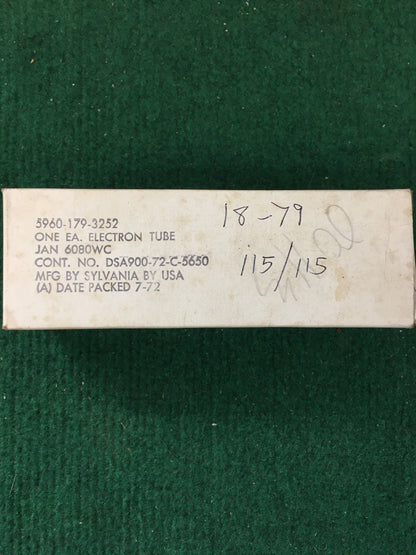 5960-179-3252
ONE EA. ELECTRON TUBE
JAN 6080WC
CONT. NO. DSA900-72-C-5650
MFG BY SYLVANIA BY USA
(A) DATE PACKED 7-72
18-79
115/115